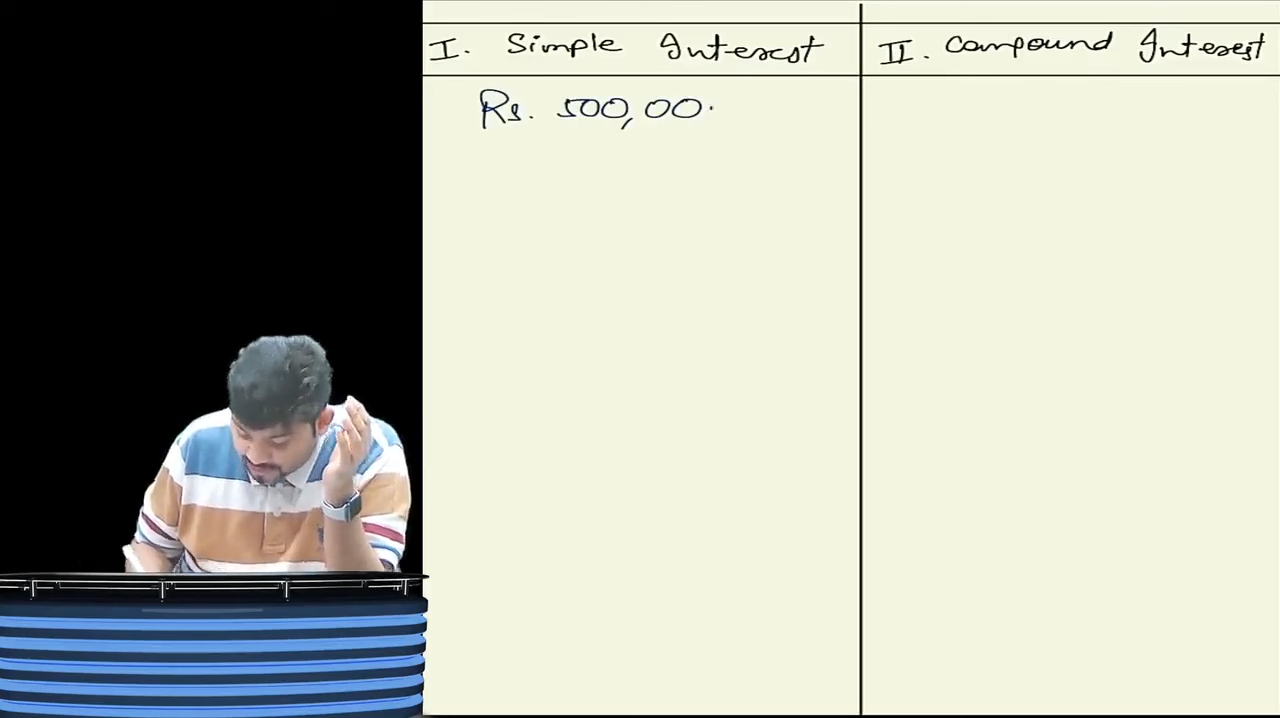 I. Simple Interest
II. Compound Interest
Rs. 500,00.